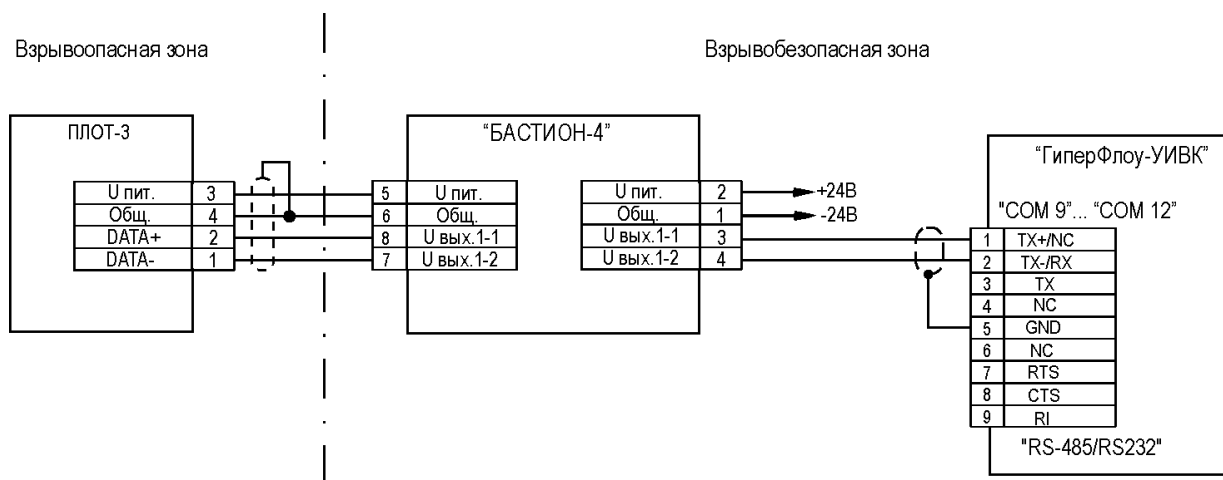 Взрывоопасная зона
Взрывобезопасная зона
ПЛОТ-3
U пит. 3
Общ. 4
DATA+ 2
DATA- 1
"БАСТИОН-4"
5 U пит.
6 Общ.
8 U вых.1-1
7 U вых.1-2
U пит. 2
Общ. 1
U вых.1-1 3
U вых.1-2 4
+24В
-24В
"ГиперФлоу-УИВК"
"COM 9"... "COM 12"
1 TX+/NC
2 TX-/RX
3 TX
4 NC
5 GND
6 NC
7 RTS
8 CTS
9 RI
"RS-485/RS232"